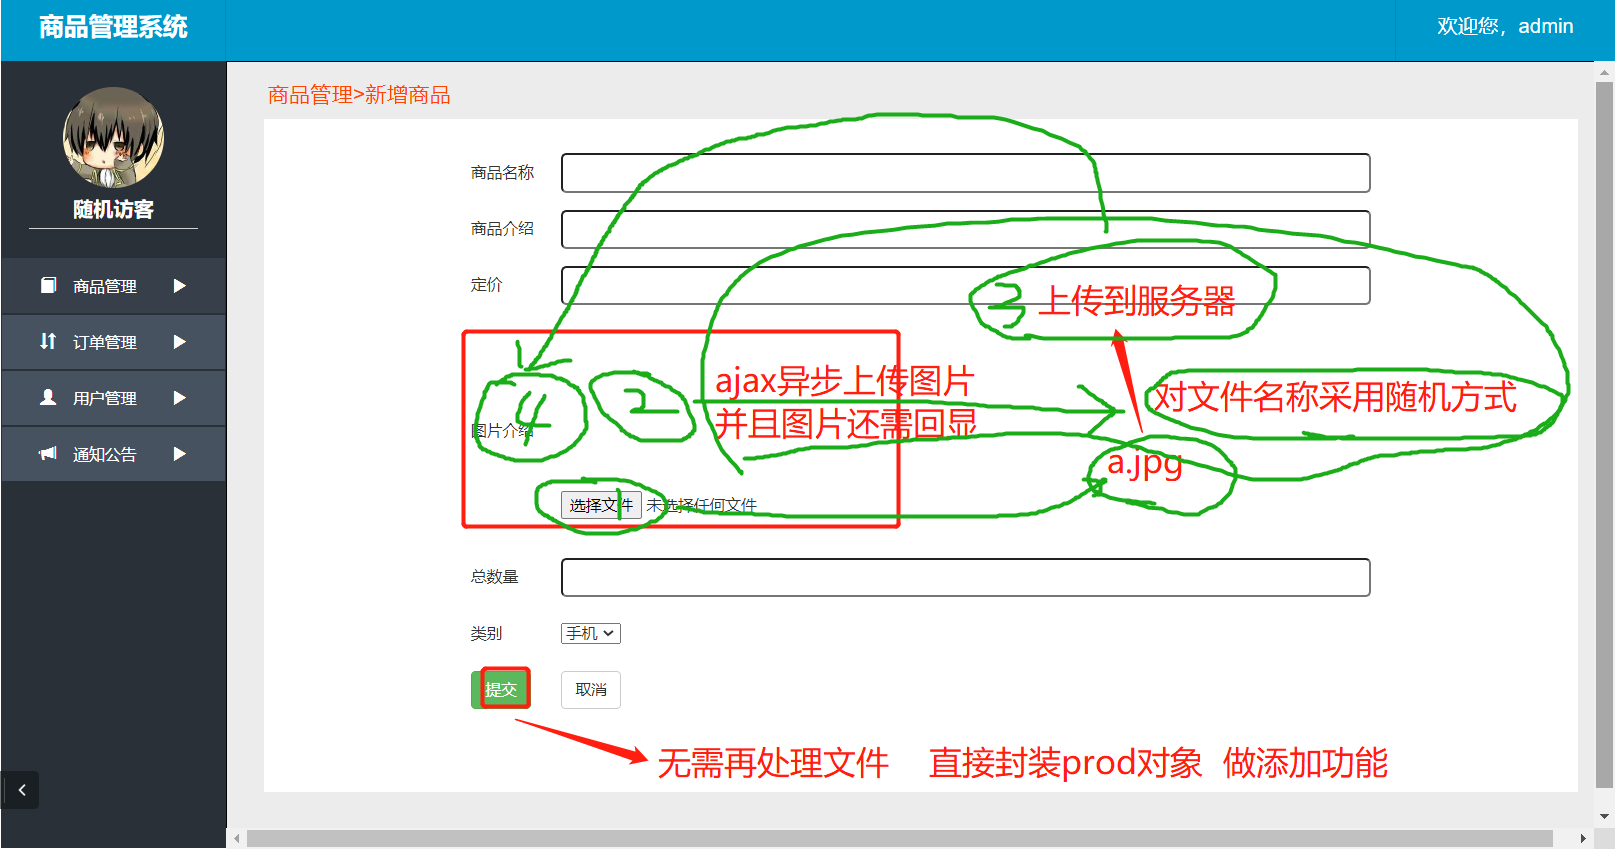 商品管理系统
欢迎您，admin
随机访客
商品管理
订单管理
用户管理
通知公告
商品管理>新增商品
商品名称
商品介绍
定价
3 上传到服务器
ajax异步上传图片
并且图片还需回显
对文件名称采用随机方式
4
2
图片介绍
a.jpg
选择文件 未选择任何文件
1
总数量
类别 手机
提交 取消
无需再处理文件 直接封装prod对象 做添加功能